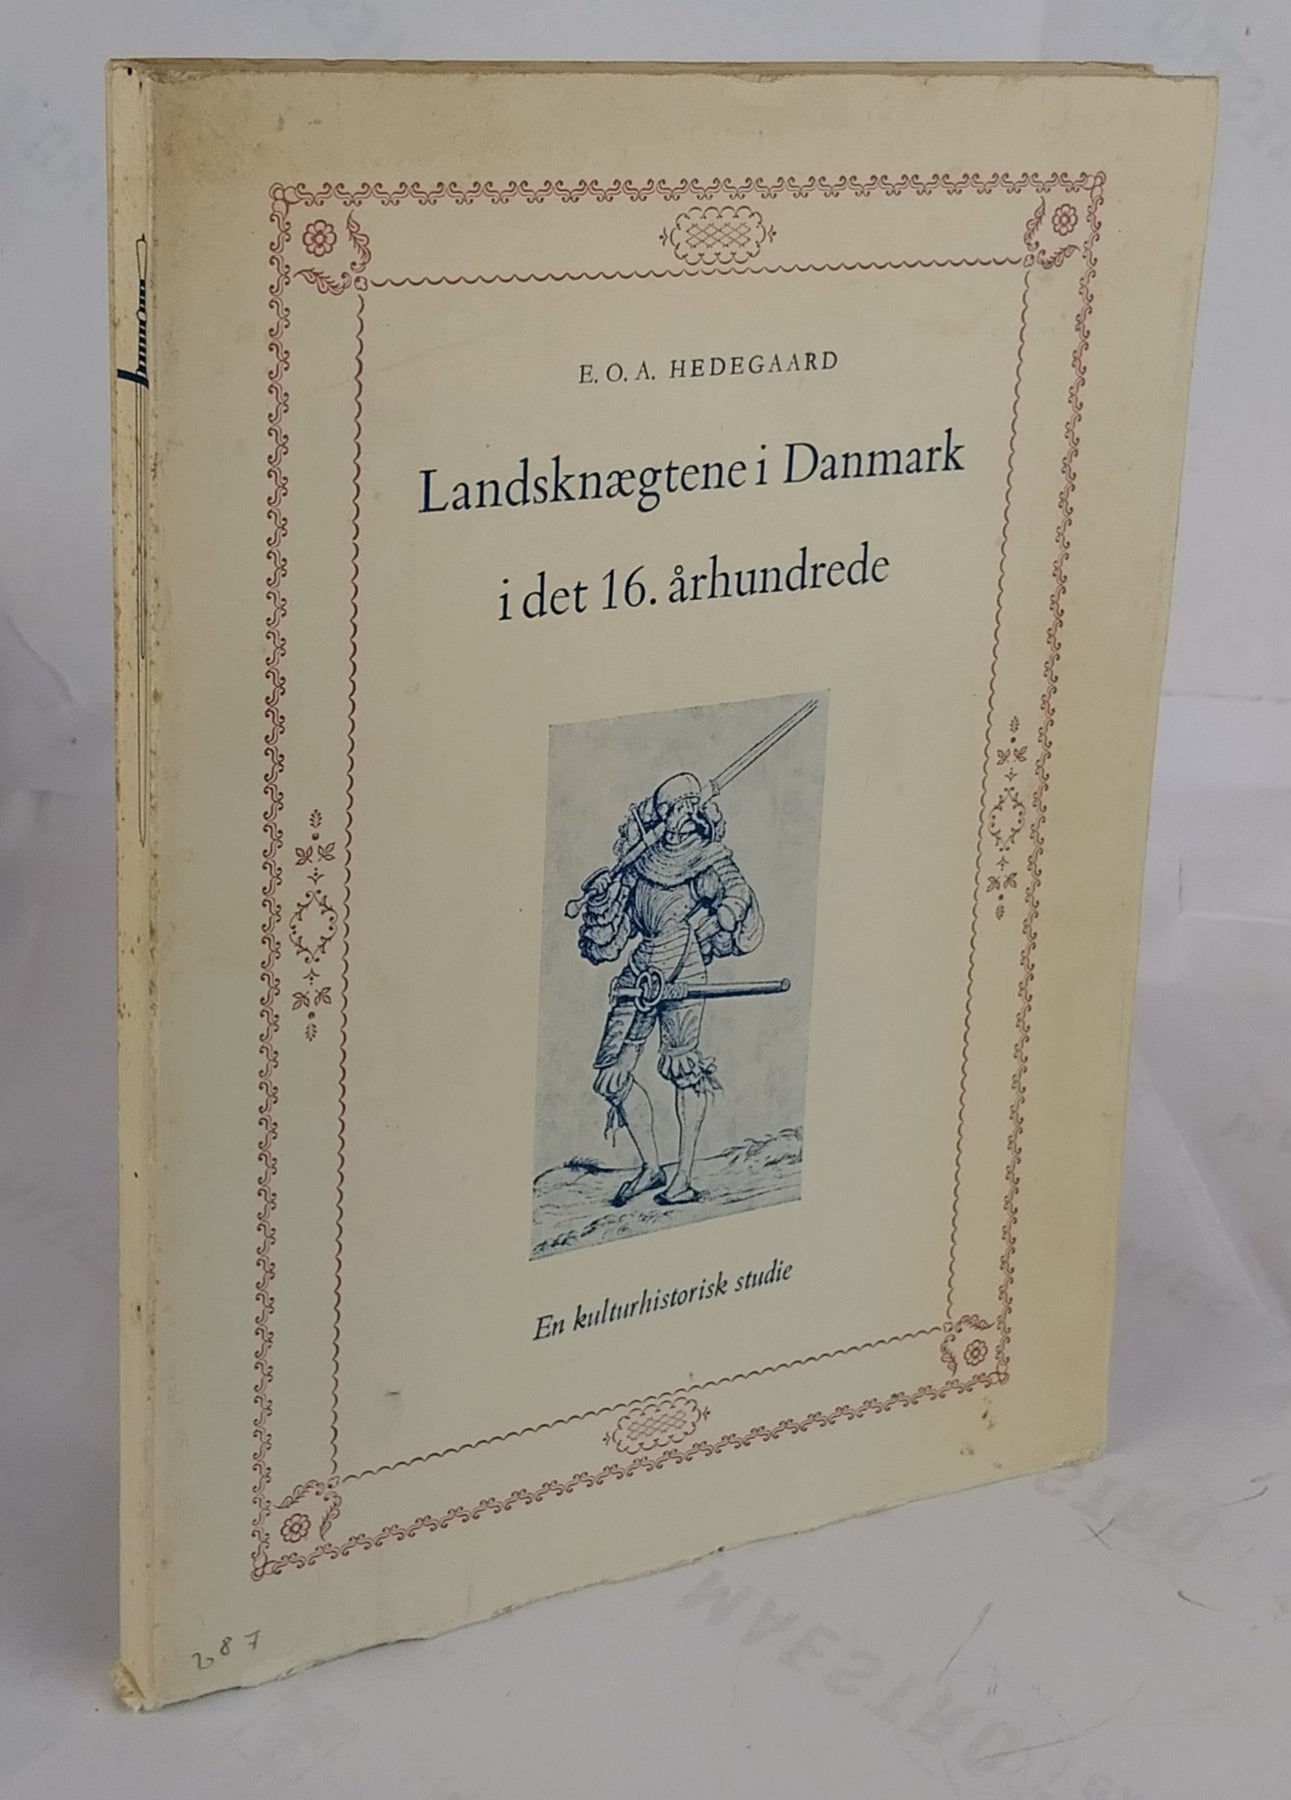 E. O. A. HEDEGAARD
Landsknægtene i Danmark
i det 16. århundrede
En kulturhistorisk studie
287